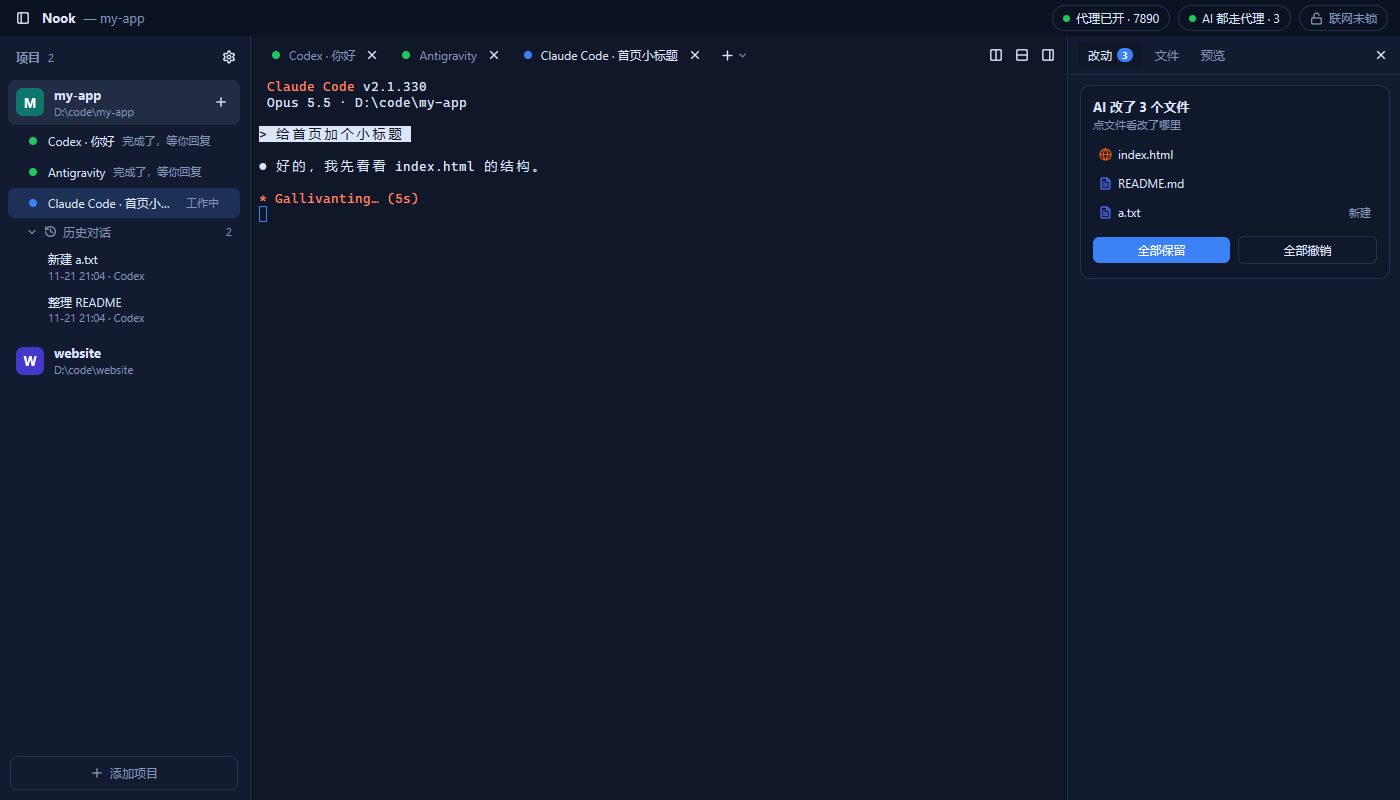 Nook — my-app
代理已开 · 7890
AI 都走代理 · 3
联网未锁
项目 2
M
my-app
D:\code\my-app
Codex · 你好 完成了，等你回复
Antigravity 完成了，等你回复
Claude Code · 首页小... 工作中
历史对话 2
新建 a.txt
11-21 21:04 · Codex
整理 README
11-21 21:04 · Codex
W
website
D:\code\website
添加项目
Codex · 你好
Antigravity
Claude Code · 首页小标题
Claude Code v2.1.330
Opus 5.5 · D:\code\my-app
> 给首页加个小标题
● 好的，我先看看 index.html 的结构。
* Gallivanting… (5s)
改动 3 文件 预览
AI 改了 3 个文件
点文件看改了哪里
index.html
README.md
a.txt 新建
全部保留 全部撤销